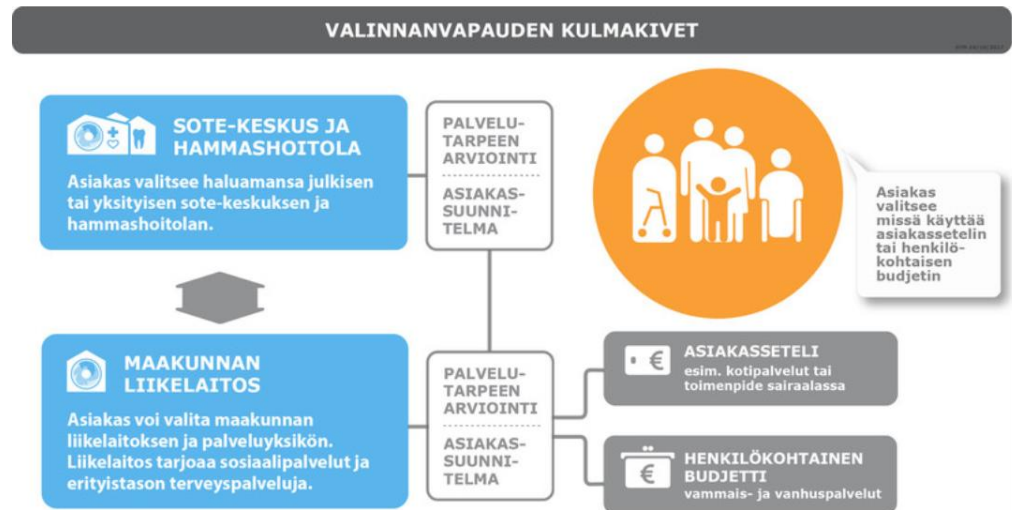 VALINNANVAPAUDEN KULMAKIVET
SOTE-KESKUS JA
HAMMASHOITOLA
Asiakas valitsee haluamansa julkisen
tai yksityisen sote-keskuksen ja
hammashoitolan.
PALVELU-
TARPEEN
ARVIOINTI
ASIAKAS-
SUUNNI-
TELMA
Asiakas
valitsee
missä käyttää
asiakassetelin
tai henkilö-
kohtaisen
budjetin
MAAKUNNAN
LIIKELAITOS
Asiakas voi valita maakunnan
liikelaitoksen ja palveluyksikön.
Liikelaitos tarjoaa sosiaalipalvelut ja
erityistason terveyspalveluja.
PALVELU-
TARPEEN
ARVIOINTI
ASIAKAS-
SUUNNI-
TELMA
€
ASIAKASSETELI
esim. kotipalvelut tai
toimenpide sairaalassa
€
HENKILÖKOHTAINEN
BUDJETTI
vammais- ja vanhuspalvelut